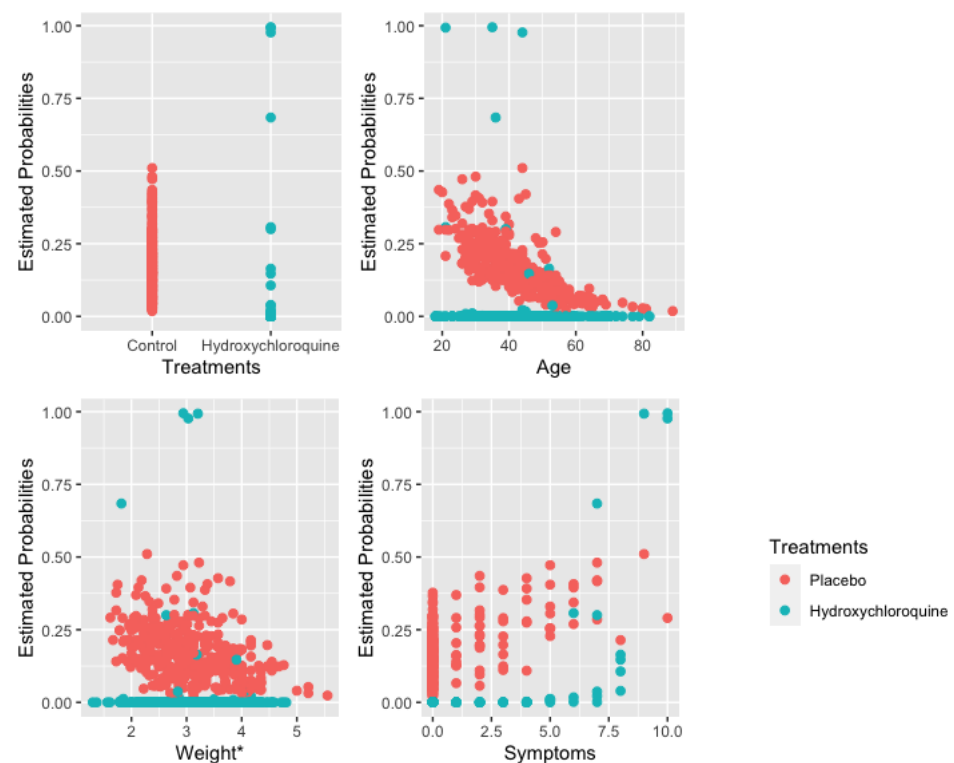 Estimated Probabilities
1.00
0.75
0.50
0.25
0.00
Control Hydroxychloroquine
Treatments
Estimated Probabilities
1.00
0.75
0.50
0.25
0.00
20 40 60 80
Age
Estimated Probabilities
1.00
0.75
0.50
0.25
0.00
2 3 4 5
Weight*
Estimated Probabilities
1.00
0.75
0.50
0.25
0.00
0.0 2.5 5.0 7.5 10.0
Symptoms
Treatments
Placebo
Hydroxychloroquine